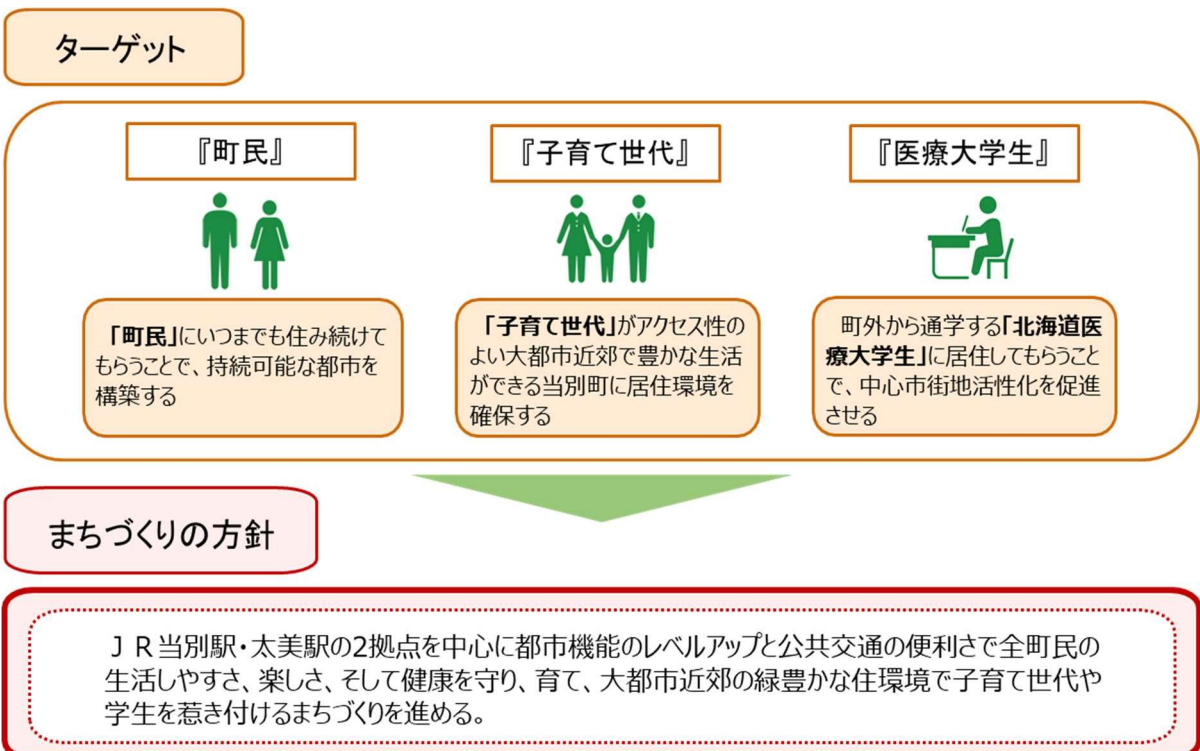 ターゲット
『町民』
「町民」にいつまでも住み続けて
もらうことで、持続可能な都市を
構築する
『子育て世代』
「子育て世代」がアクセス性の
よい大都市近郊で豊かな生活
ができる当別町に居住環境を
確保する
『医療大学生』
町外から通学する「北海道医
療大学生」に居住してもらうこと
で、中心市街地活性化を促進
させる
まちづくりの方針
ＪＲ当別駅・太美駅の2拠点を中心に都市機能のレベルアップと公共交通の便利さで全町民の
生活しやすさ、楽しさ、そして健康を守り、育て、大都市近郊の緑豊かな住環境で子育て世代や
学生を惹き付けるまちづくりを進める。